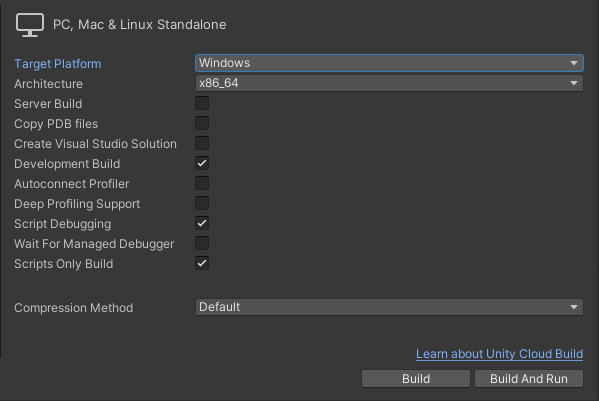 PC, Mac & Linux Standalone
Target Platform Windows
Architecture x86_64
Server Build
Copy PDB files
Create Visual Studio Solution
Development Build
Autoconnect Profiler
Deep Profiling Support
Script Debugging
Wait For Managed Debugger
Scripts Only Build
Compression Method Default
Learn about Unity Cloud Build
Build Build And Run